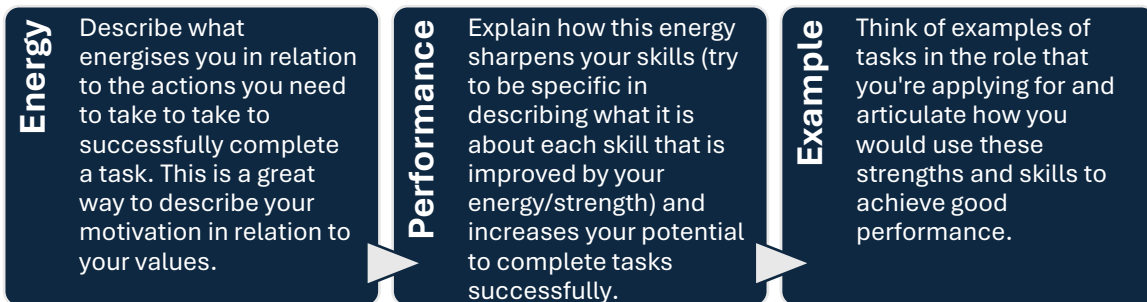 Energy
Describe what
energises you in relation
to the actions you need
to take to take to
successfully complete
a task. This is a great
way to describe your
motivation in relation to
your values.
Performance
Explain how this energy
sharpens your skills (try
to be specific in
describing what it is
about each skill that is
improved by your
energy/strength) and
increases your potential
to complete tasks
successfully.
Example
Think of examples of
tasks in the role that
you're applying for and
articulate how you
would use these
strengths and skills to
achieve good
performance.